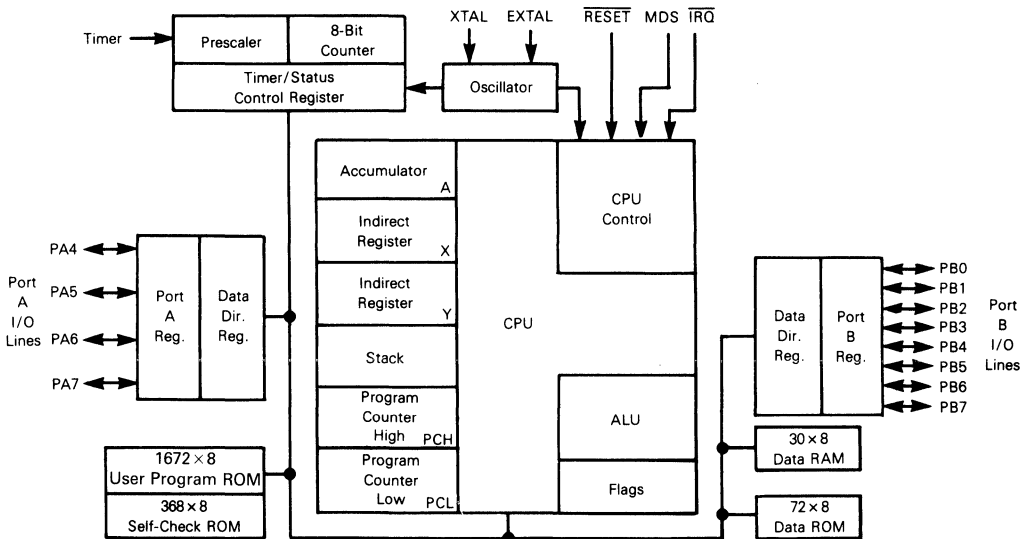 XTAL EXTAL RESET MDS IRQ
Timer
Prescaler
8-Bit
Counter
Timer/Status
Control Register
Oscillator
Accumulator
A
Indirect
Register
X
Indirect
Register
Y
Stack
Program
Counter
High PCH
Program
Counter
Low PCL
CPU
CPU
Control
ALU
Flags
Port
A
I/O
Lines
PA4
PA5
PA6
PA7
Port
A
Reg.
Data
Dir.
Reg.
1672 × 8
User Program ROM
368 × 8
Self-Check ROM
Data
Dir.
Reg.
Port
B
Reg.
PB0
PB1
PB2
PB3
PB4
PB5
PB6
PB7
Port
B
I/O
Lines
30 × 8
Data RAM
72 × 8
Data ROM